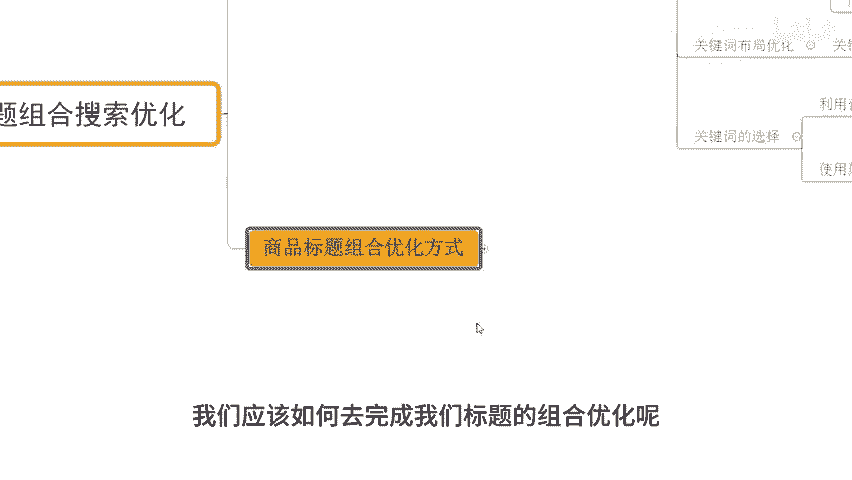 关键词布局优化
题组合搜索优化
利用
关键词的选择
使用
商品标题组合优化方式
我们应该如何去完成我们标题的组合优化呢